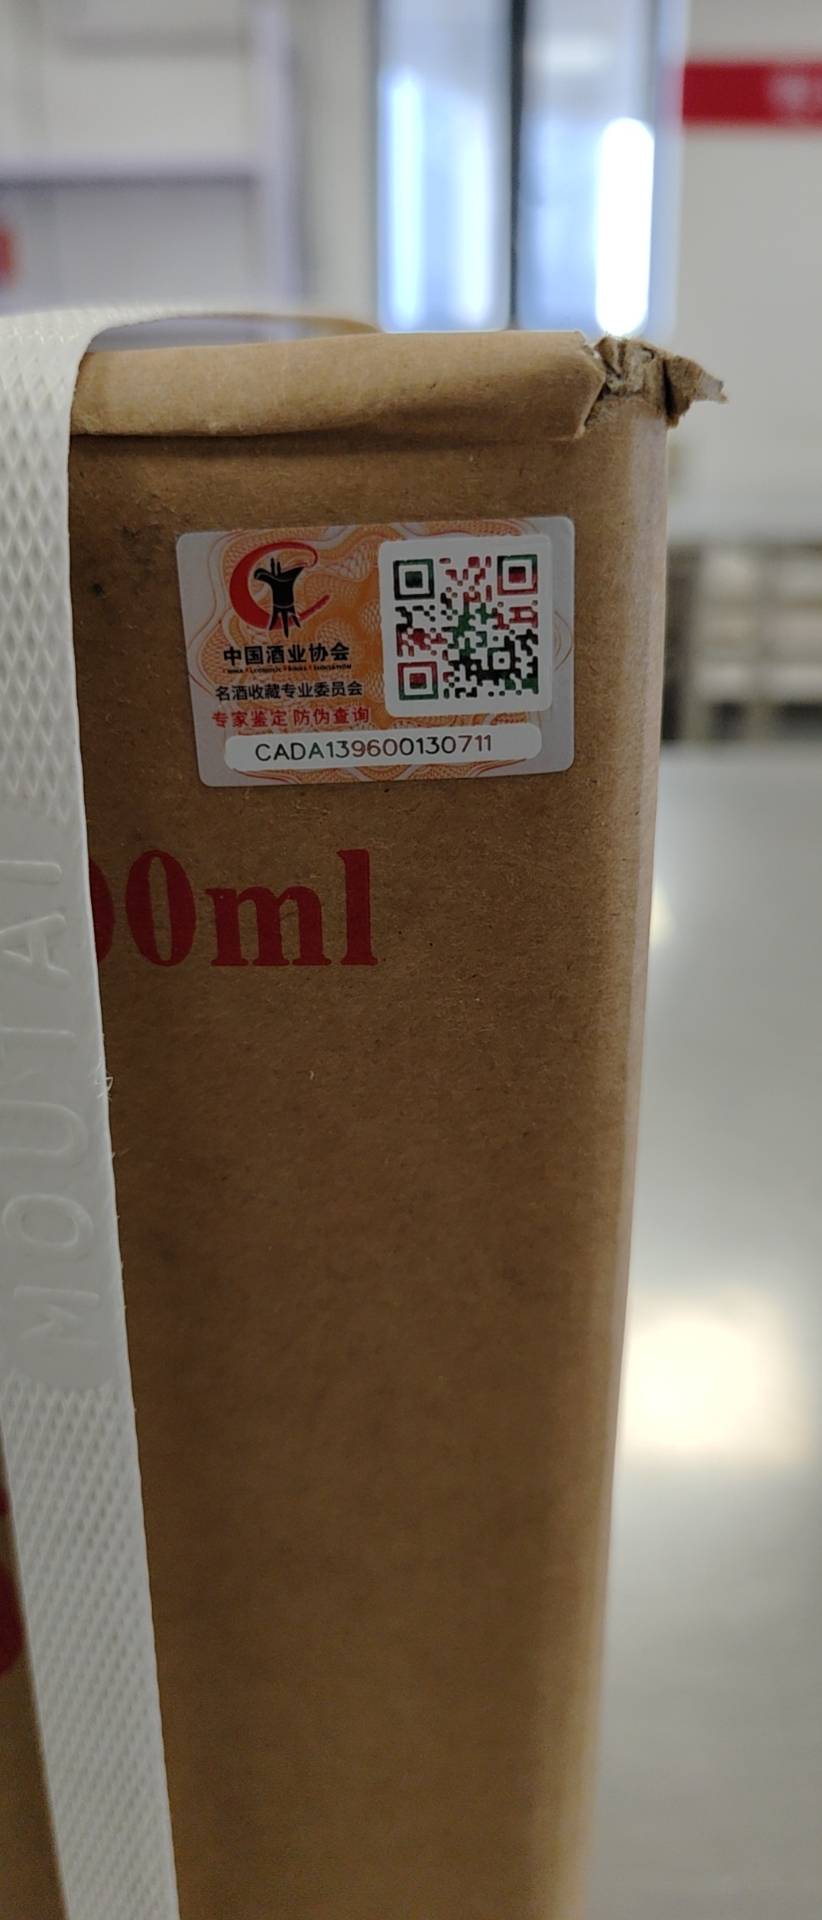 中国酒业协会
名酒收藏专业委员会
专家鉴定 防伪查询
CADA139600130711
0ml
MOUTAI